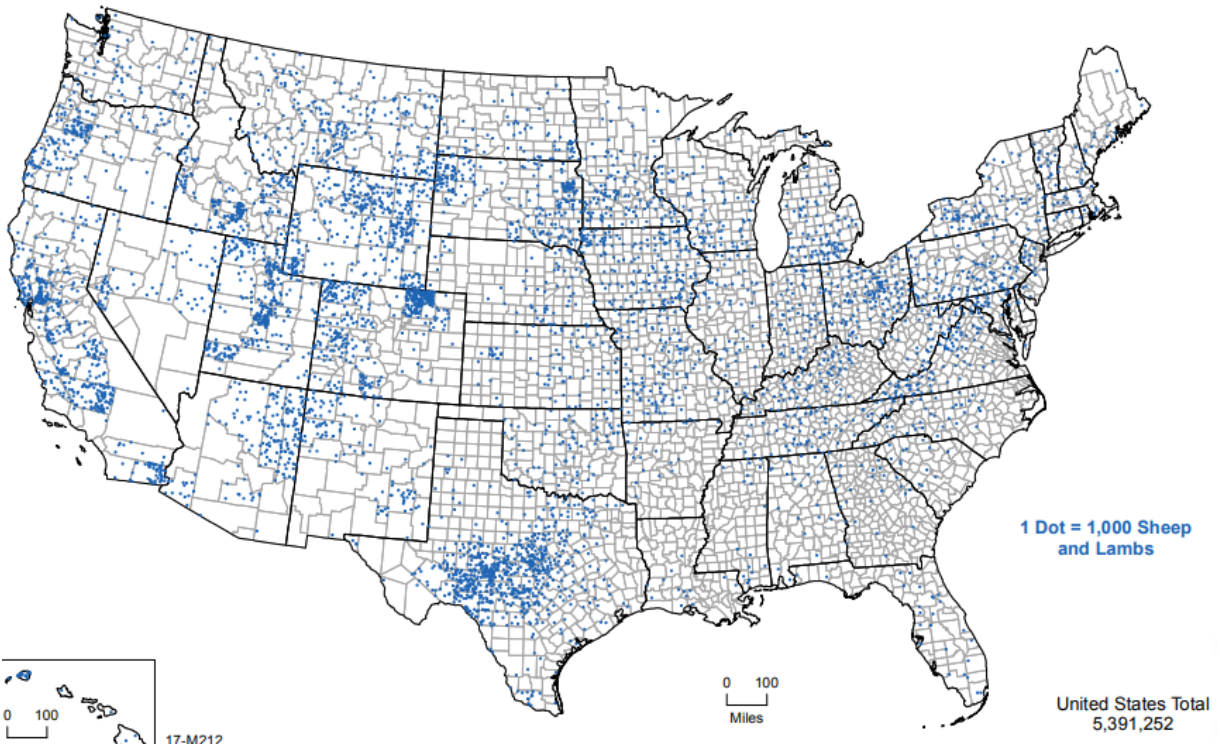 1 Dot = 1,000 Sheep
and Lambs
0 100
Miles
United States Total
5,391,252
0 100
17-M212